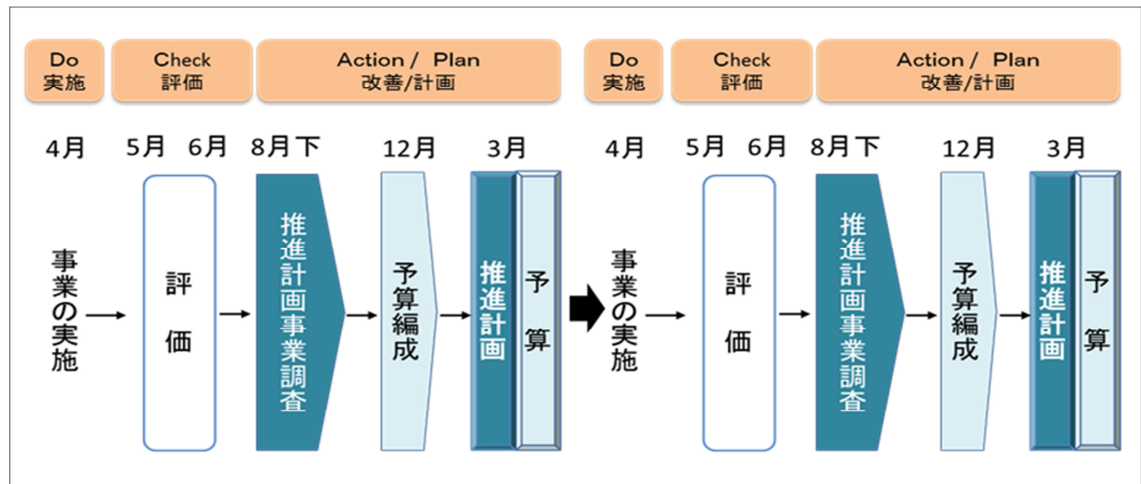 Do
実施
Check
評価
Action / Plan
改善/計画
Do
実施
Check
評価
Action / Plan
改善/計画
4月
5月 6月
8月下
12月
3月
4月
5月 6月
8月下
12月
3月
事業の実施
評価
推進計画事業調査
予算編成
推進計画
予算
事業の実施
評価
推進計画事業調査
予算編成
推進計画
予算